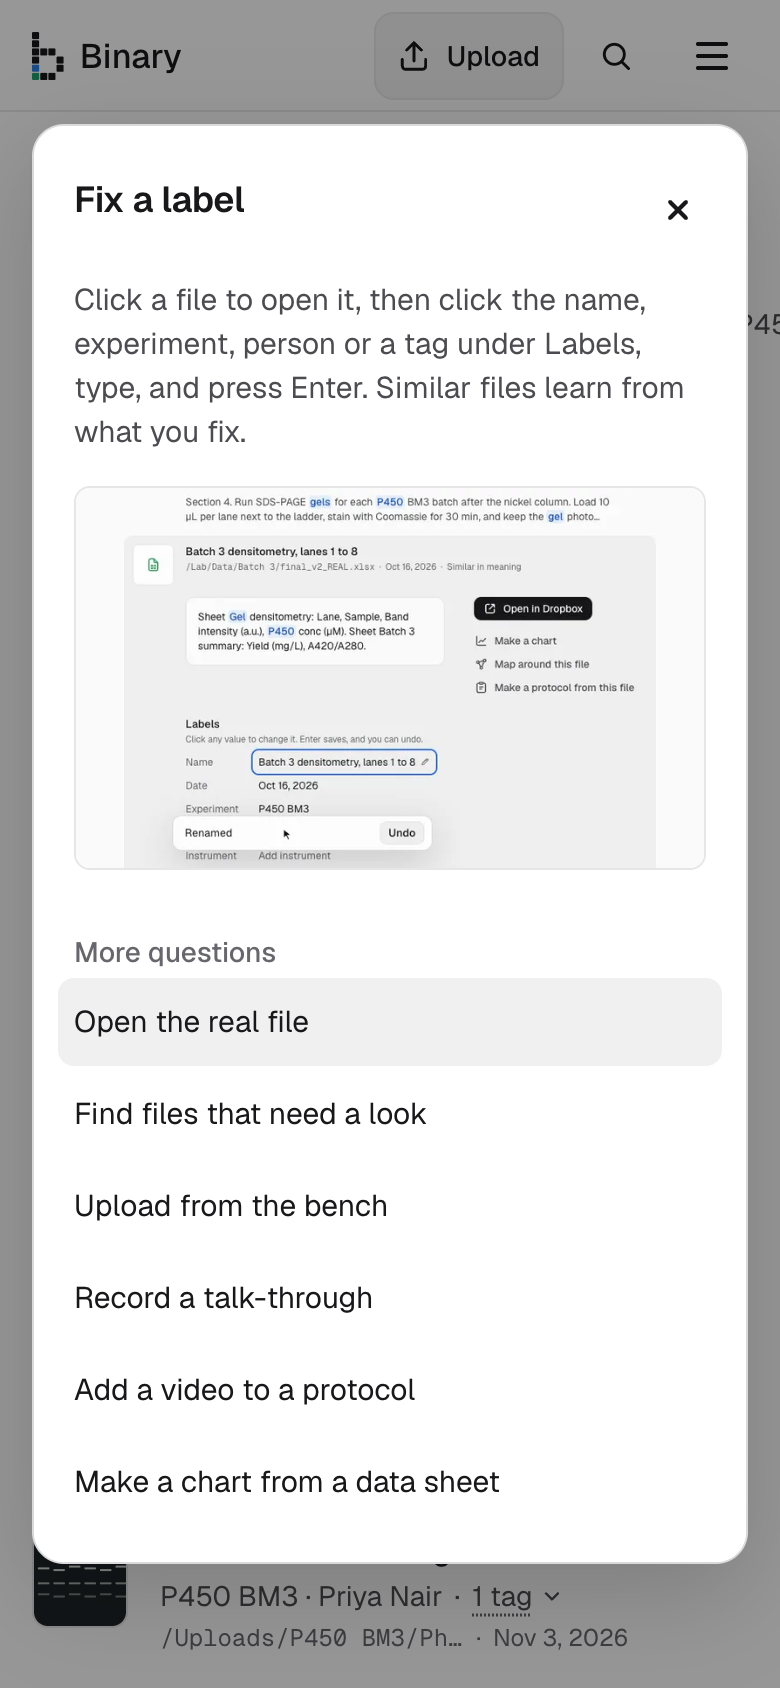 Binary
Upload
Fix a label
Click a file to open it, then click the name,
experiment, person or a tag under Labels,
type, and press Enter. Similar files learn from
what you fix.
Section 4. Run SDS-PAGE gels for each P450 BM3 batch after the nickel column. Load 10
µL per lane next to the ladder, stain with Coomassie for 30 min, and keep the gel photo...
Batch 3 densitometry, lanes 1 to 8
/Lab/Data/Batch 3/final_v2_REAL.xlsx · Oct 16, 2026 · Similar in meaning
Sheet Gel densitometry: Lane, Sample, Band
intensity (a.u.), P450 conc (µM). Sheet Batch 3
summary: Yield (mg/L), A420/A280.
Open in Dropbox
Make a chart
Map around this file
Make a protocol from this file
Labels
Click any value to change it. Enter saves, and you can undo.
Name Batch 3 densitometry, lanes 1 to 8
Date Oct 16, 2026
Experiment P450 BM3
Renamed Undo
Instrument Add instrument
More questions
Open the real file
Find files that need a look
Upload from the bench
Record a talk-through
Add a video to a protocol
Make a chart from a data sheet
P450 BM3 · Priya Nair · 1 tag
/Uploads/P450 BM3/Ph… · Nov 3, 2026